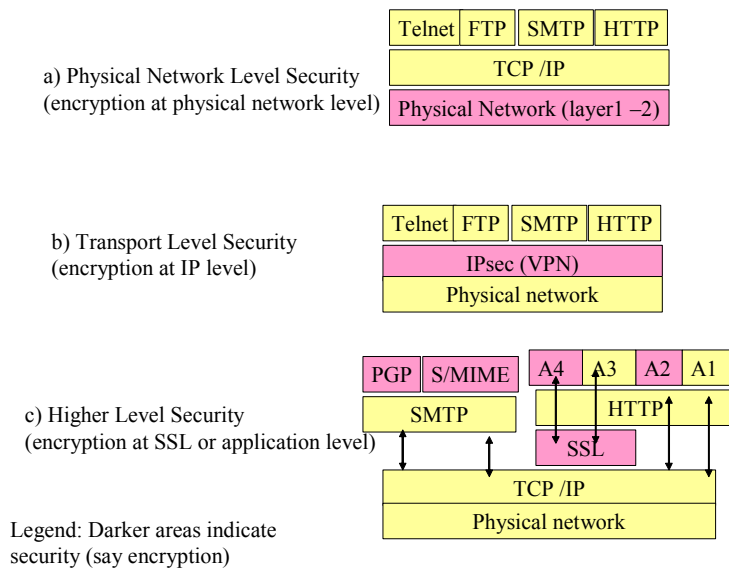 Telnet FTP SMTP HTTP
a) Physical Network Level Security
(encryption at physical network level)
TCP /IP
Physical Network (layer1 –2)
b) Transport Level Security
(encryption at IP level)
Telnet FTP SMTP HTTP
IPsec (VPN)
Physical network
PGP S/MIME A4 A3 A2 A1
c) Higher Level Security
(encryption at SSL or application level)
SMTP HTTP
SSL
TCP /IP
Physical network
Legend: Darker areas indicate
security (say encryption)